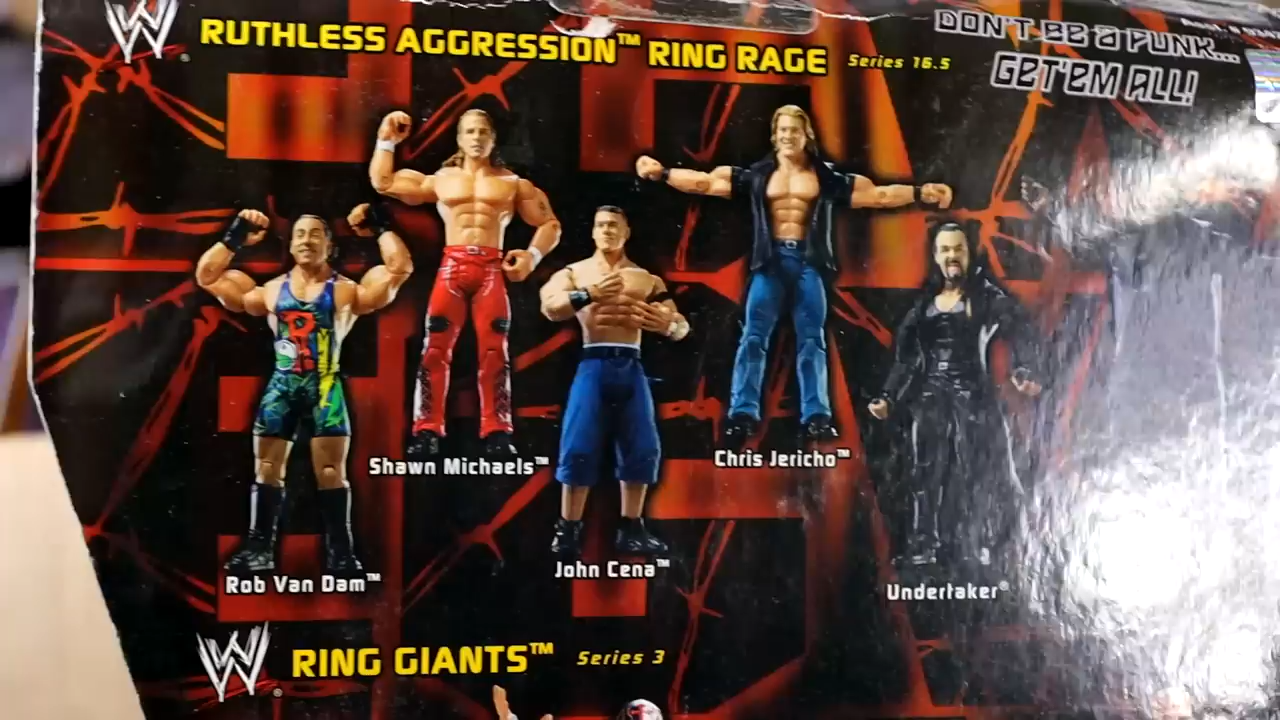 W
RUTHLESS AGGRESSION™ RING RAGE Series 16.5
DON'T BE A PUNK...
GET'EM ALL!
Shawn Michaels™
Chris Jericho™
John Cena™
Rob Van Dam™
Undertaker®
W® RING GIANTS™ Series 3